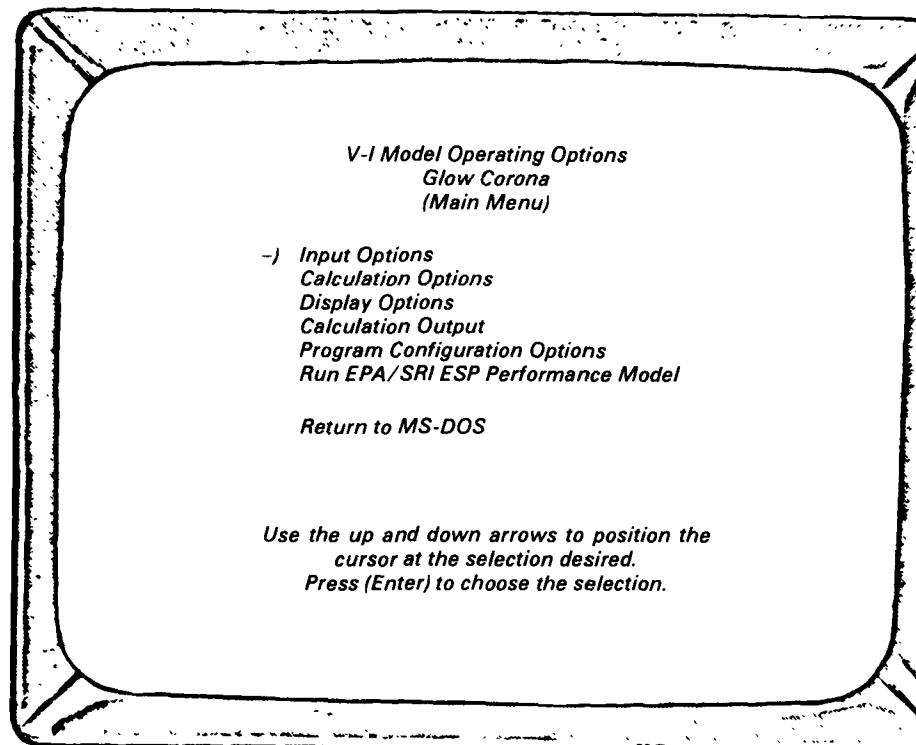 V-I Model Operating Options
Glow Corona
(Main Menu)
-) Input Options
Calculation Options
Display Options
Calculation Output
Program Configuration Options
Run EPA/SRI ESP Performance Model
Return to MS-DOS
Use the up and down arrows to position the
cursor at the selection desired.
Press (Enter) to choose the selection.